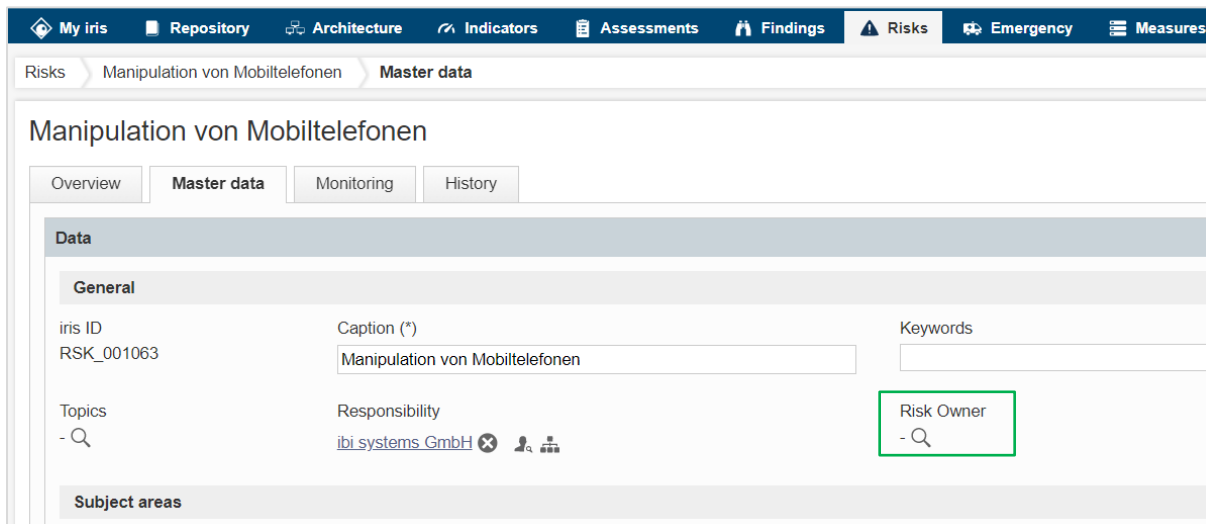 My iris Repository Architecture Indicators Assessments Findings Risks Emergency Measures
Risks Manipulation von Mobiltelefonen Master data
Manipulation von Mobiltelefonen
Overview Master data Monitoring History
Data
General
iris ID Caption (*) Keywords
RSK_001063 Manipulation von Mobiltelefonen
Topics Responsibility Risk Owner
- ibi systems GmbH -
Subject areas